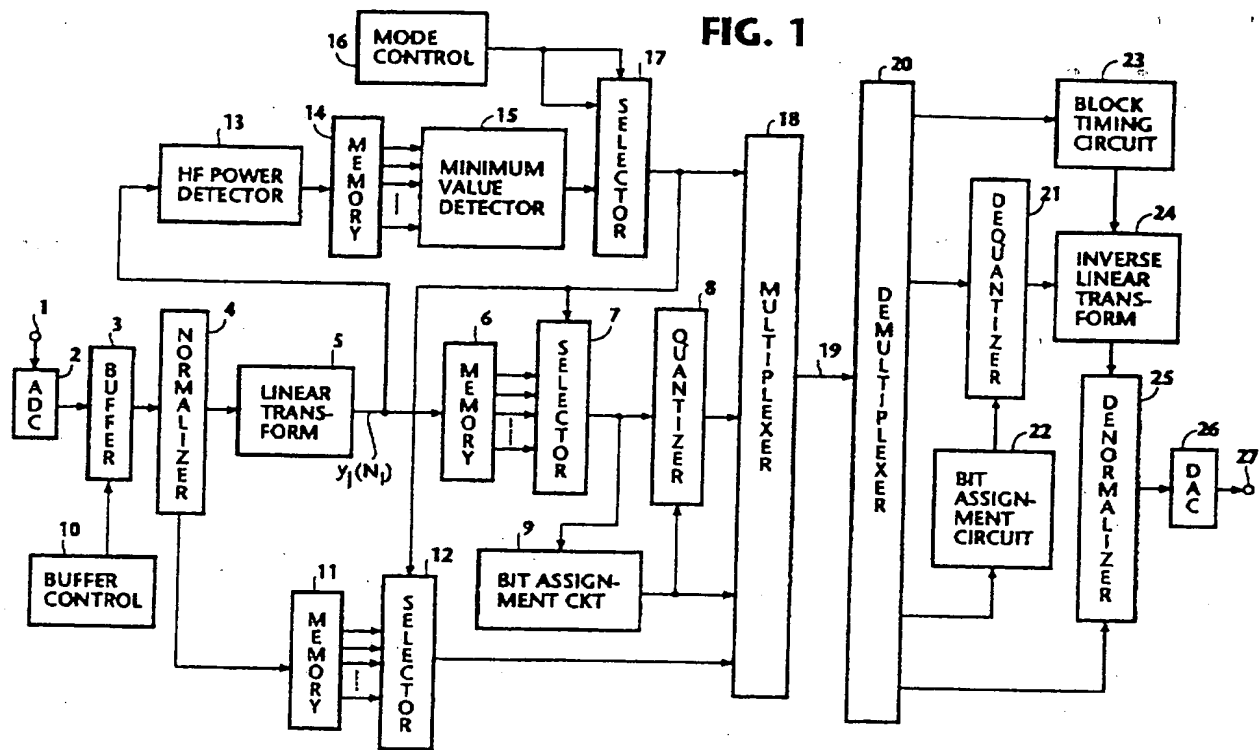 FIG. 1
16
MODE
CONTROL
17
SELECTOR
20
23
BLOCK
TIMING
CIRCUIT
13
HF POWER
DETECTOR
14
MEMORY
15
MINIMUM
VALUE
DETECTOR
18
MULTIPLEXER
DEMULTIPLEXER
21
DEQUANTIZER
24
INVERSE
LINEAR
TRANS-
FORM
1
2
ADC
3
BUFFER
4
NORMALIZER
5
LINEAR
TRANS-
FORM
yj(Nj)
6
MEMORY
7
SELECTOR
8
QUANTIZER
19
22
BIT
ASSIGN-
MENT
CIRCUIT
25
DENORMALIZER
26
DAC
27
10
BUFFER
CONTROL
11
MEMORY
12
SELECTOR
9
BIT ASSIGN-
MENT CKT